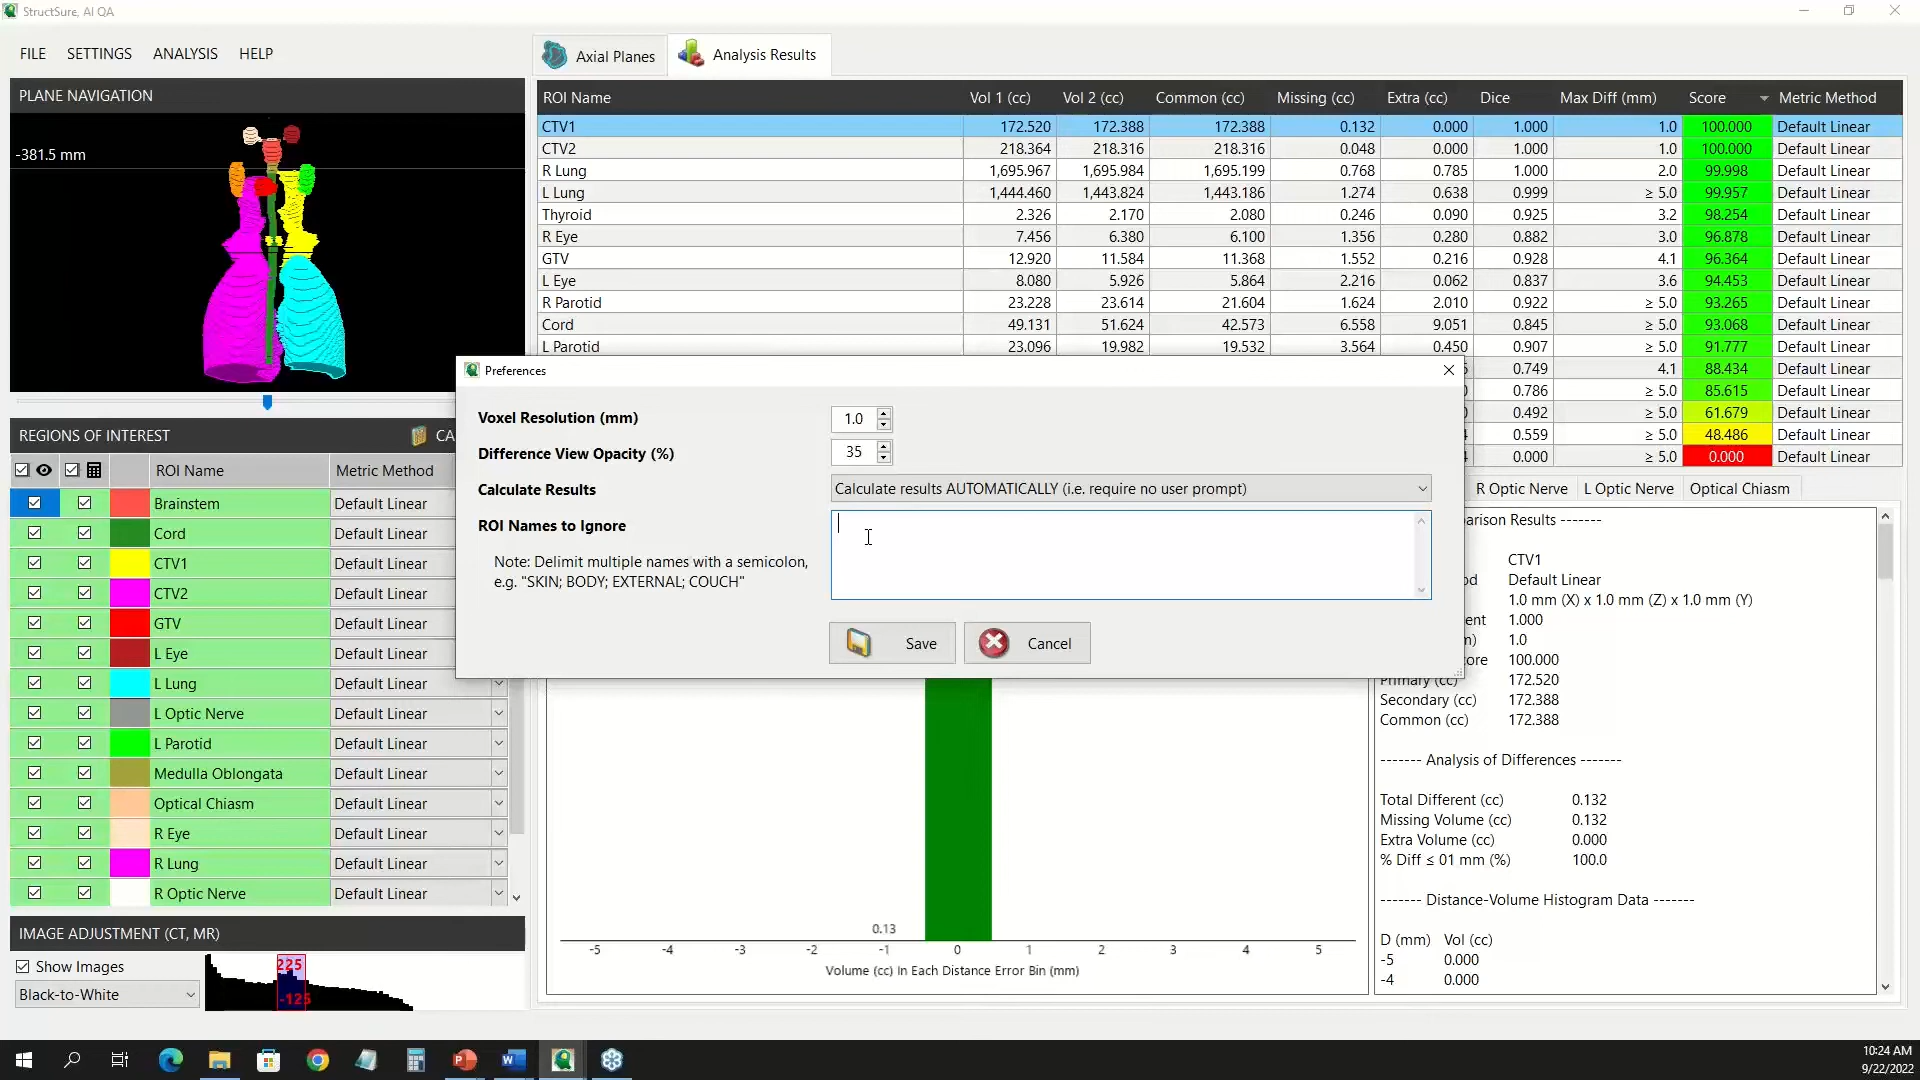 StructSure, AI QA
FILE SETTINGS ANALYSIS HELP
Axial Planes Analysis Results
PLANE NAVIGATION
-381.5 mm
ROI Name Vol 1 (cc) Vol 2 (cc) Common (cc) Missing (cc) Extra (cc) Dice Max Diff (mm) Score Metric Method
CTV1 172.520 172.388 172.388 0.132 0.000 1.000 1.0 100.000 Default Linear
CTV2 218.364 218.316 218.316 0.048 0.000 1.000 1.0 100.000 Default Linear
R Lung 1,695.967 1,695.984 1,695.199 0.768 0.785 1.000 2.0 99.998 Default Linear
L Lung 1,444.460 1,443.824 1,443.186 1.274 0.638 0.999 ≥ 5.0 99.957 Default Linear
Thyroid 2.326 2.170 2.080 0.246 0.090 0.925 3.2 98.254 Default Linear
R Eye 7.456 6.380 6.100 1.356 0.280 0.882 3.0 96.878 Default Linear
GTV 12.920 11.584 11.368 1.552 0.216 0.928 4.1 96.364 Default Linear
L Eye 8.080 5.926 5.864 2.216 0.062 0.837 3.6 94.453 Default Linear
R Parotid 23.228 23.614 21.604 1.624 2.010 0.922 ≥ 5.0 93.265 Default Linear
Cord 49.131 51.624 42.573 6.558 9.051 0.845 ≥ 5.0 93.068 Default Linear
L Parotid 23.096 19.982 19.532 3.564 0.450 0.907 ≥ 5.0 91.777 Default Linear
0.749 4.1 88.434 Default Linear
0.786 ≥ 5.0 85.615 Default Linear
0.492 ≥ 5.0 61.679 Default Linear
0.559 ≥ 5.0 48.486 Default Linear
0.000 ≥ 5.0 0.000 Default Linear
Preferences
Voxel Resolution (mm) 1.0
Difference View Opacity (%) 35
Calculate Results Calculate results AUTOMATICALLY (i.e. require no user prompt)
ROI Names to Ignore
Note: Delimit multiple names with a semicolon,
e.g. "SKIN; BODY; EXTERNAL; COUCH"
Save Cancel
REGIONS OF INTEREST CA
ROI Name Metric Method
Brainstem Default Linear
Cord Default Linear
CTV1 Default Linear
CTV2 Default Linear
GTV Default Linear
L Eye Default Linear
L Lung Default Linear
L Optic Nerve Default Linear
L Parotid Default Linear
Medulla Oblongata Default Linear
Optical Chiasm Default Linear
R Eye Default Linear
R Lung Default Linear
R Optic Nerve Default Linear
R Optic Nerve L Optic Nerve Optical Chiasm
arison Results -------
CTV1
od Default Linear
1.0 mm (X) x 1.0 mm (Z) x 1.0 mm (Y)
ent 1.000
n) 1.0
ore 100.000
Primary (cc) 172.520
Secondary (cc) 172.388
Common (cc) 172.388
------- Analysis of Differences -------
Total Different (cc) 0.132
Missing Volume (cc) 0.132
Extra Volume (cc) 0.000
% Diff ≤ 01 mm (%) 100.0
------- Distance-Volume Histogram Data -------
D (mm) Vol (cc)
-5 0.000
-4 0.000
0.13
-5 -4 -3 -2 -1 0 1 2 3 4 5
Volume (cc) In Each Distance Error Bin (mm)
IMAGE ADJUSTMENT (CT, MR)
Show Images
Black-to-White
225
-125
10:24 AM
9/22/2022